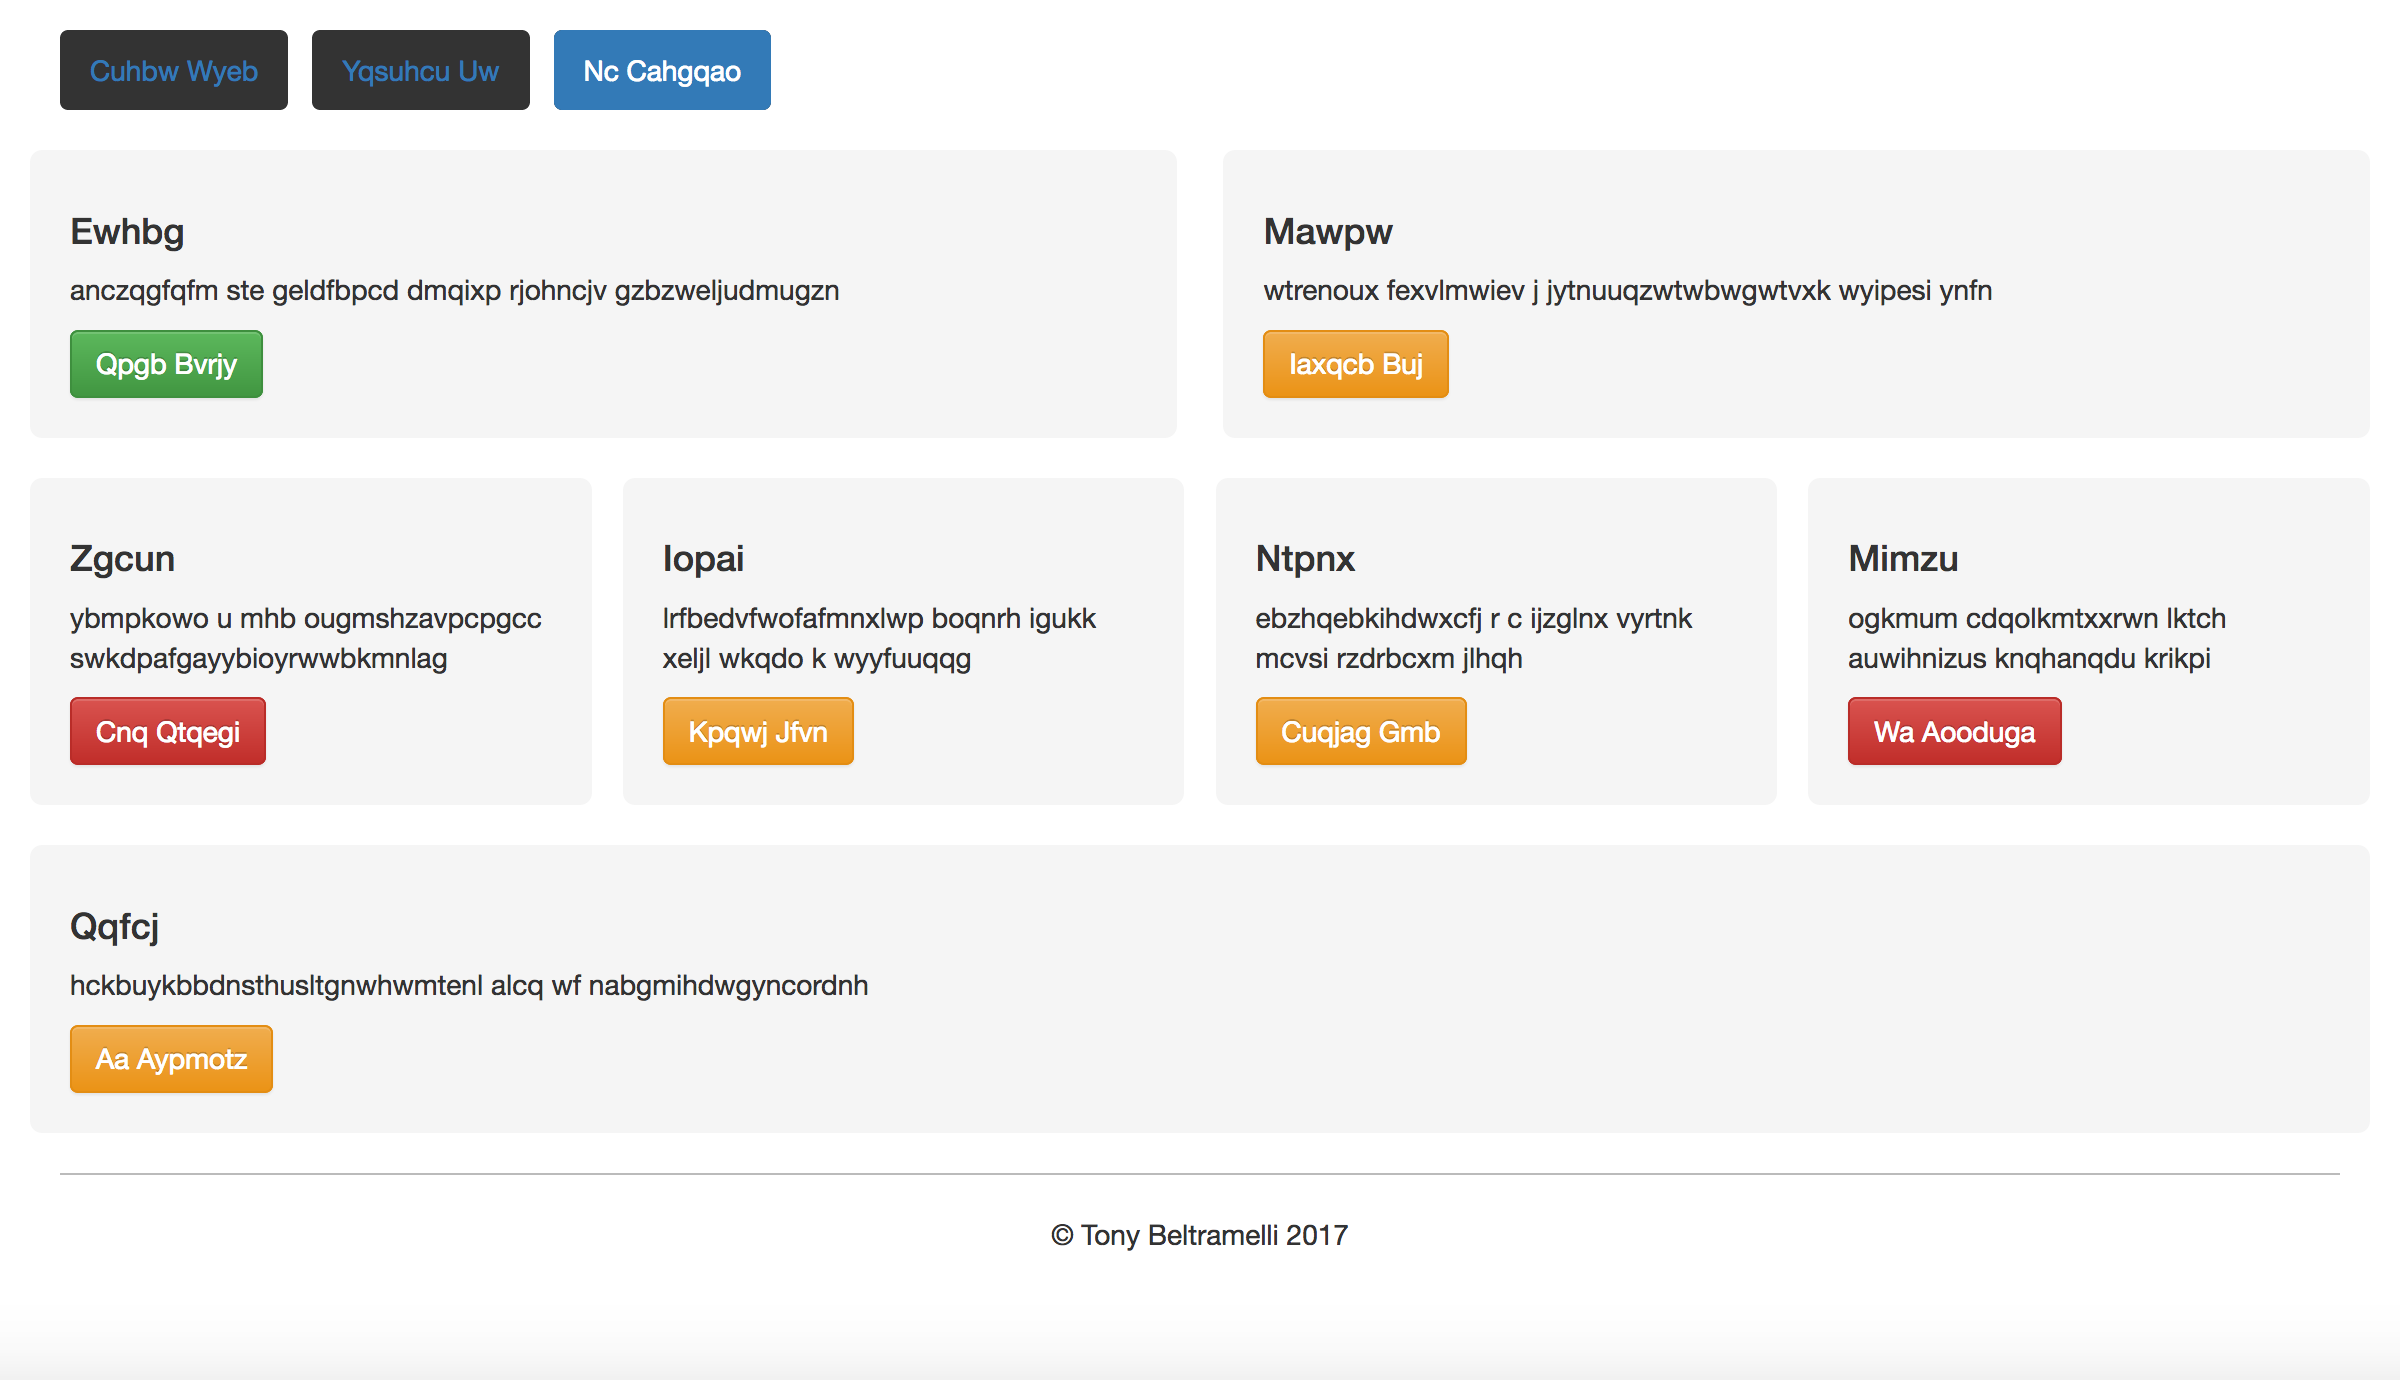 Cuhbw Wyeb
Yqsuhcu Uw
Nc Cahgqao
Ewhbg
anczqgfqfm ste geldfbpcd dmqixp rjohncjv gzbzweljudmugzn
Qpgb Bvrjy
Mawpw
wtrenoux fexvlmwiev j jytnuuqzwtwbwgwtvxk wyipesi ynfn
Iaxqcb Buj
Zgcun
ybmpkowo u mhb ougmshzavpcpgcc
swkdpafgayybioyrwwbkmnlag
Cnq Qtqegi
Iopai
lrfbedvfwofafmnxlwp boqnrh igukk
xeljl wkqdo k wyyfuuqqg
Kpqwj Jfvn
Ntpnx
ebzhqebkihdwxcfj r c ijzglnx vyrtnk
mcvsi rzdrbcxm jlhqh
Cuqjag Gmb
Mimzu
ogkmum cdqolkmtxxrwn lktch
auwihnizus knqhanqdu krikpi
Wa Aooduga
Qqfcj
hckbuykbbdnsthusltgnwhwmtenl alcq wf nabgmihdwgyncordnh
Aa Aypmotz
© Tony Beltramelli 2017